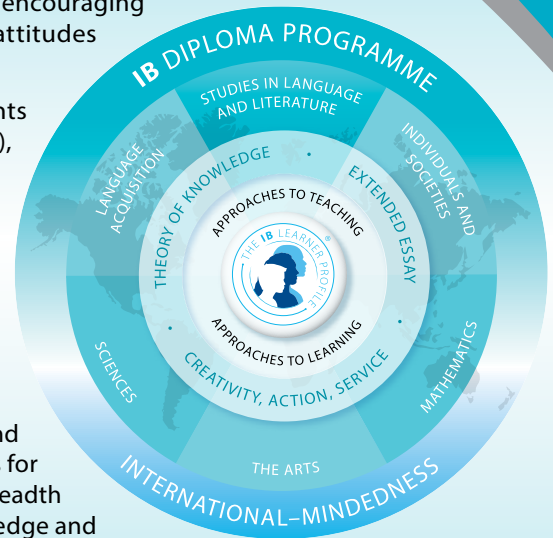 encouraging
attitudes
nts
),
IB DIPLOMA PROGRAMME
STUDIES IN LANGUAGE
AND LITERATURE
LANGUAGE
ACQUISITION
INDIVIDUALS AND
SOCIETIES
THEORY OF KNOWLEDGE
EXTENDED ESSAY
APPROACHES TO TEACHING
THE IB LEARNER PROFILE ®
APPROACHES TO LEARNING
CREATIVITY, ACTION, SERVICE
SCIENCES
MATHEMATICS
THE ARTS
INTERNATIONAL–MINDEDNESS
nd
s for
eadth
edge and